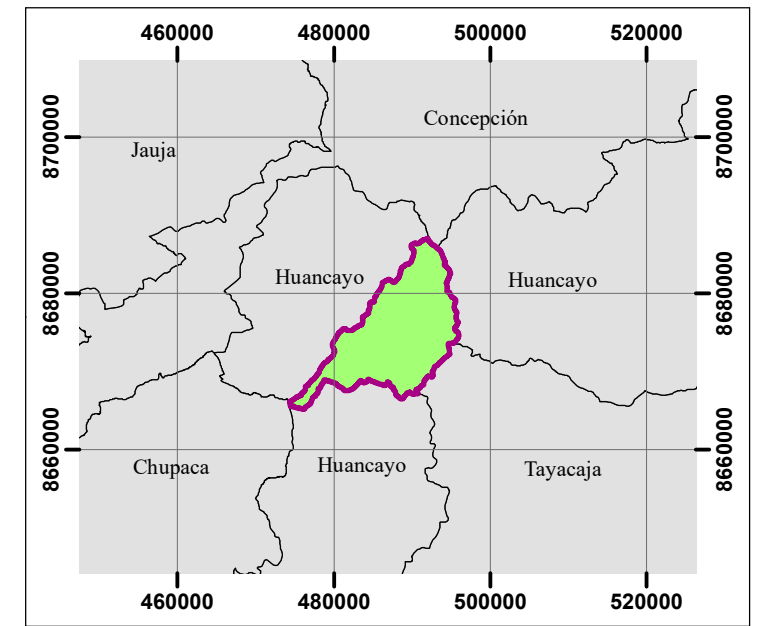 460000 480000 500000 520000
8700000 8700000
Concepción
Jauja
8680000 8680000
Huancayo Huancayo
8660000 8660000
Chupaca Huancayo Tayacaja
460000 480000 500000 520000